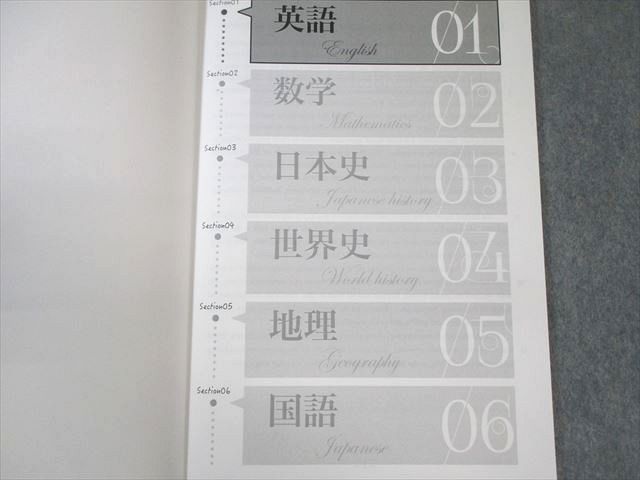 Section01
英語
English
01
Section02
数学
Mathematics
02
Section03
日本史
Japanese history
03
Section04
世界史
World history
04
Section05
地理
Geography
05
Section06
国語
Japanese
06